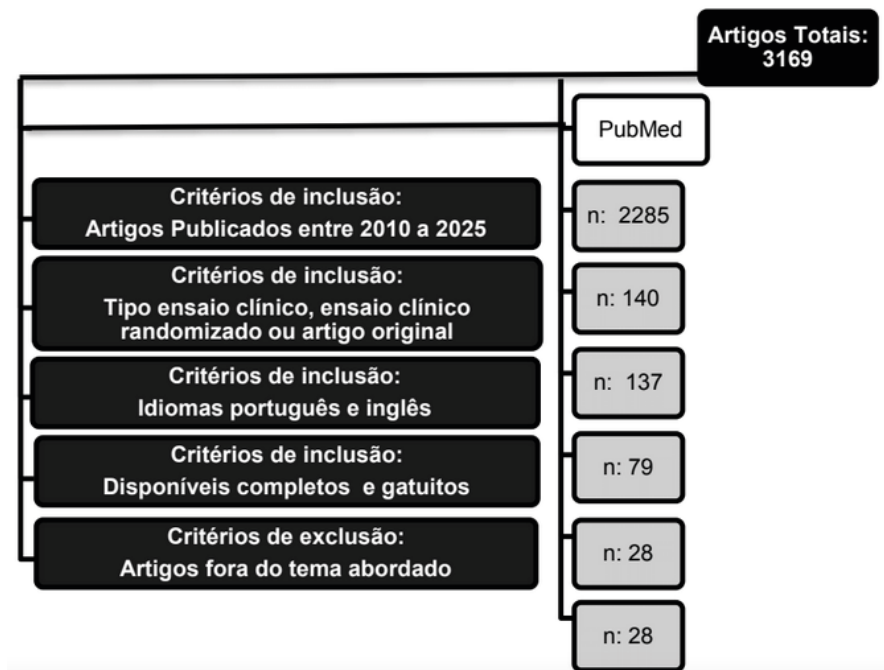 Artigos Totais:
3169
PubMed
Critérios de inclusão:
Artigos Publicados entre 2010 a 2025
n: 2285
Critérios de inclusão:
Tipo ensaio clínico, ensaio clínico
randomizado ou artigo original
n: 140
Critérios de inclusão:
Idiomas português e inglês
n: 137
Critérios de inclusão:
Disponíveis completos e gatuitos
n: 79
Critérios de exclusão:
Artigos fora do tema abordado
n: 28
n: 28